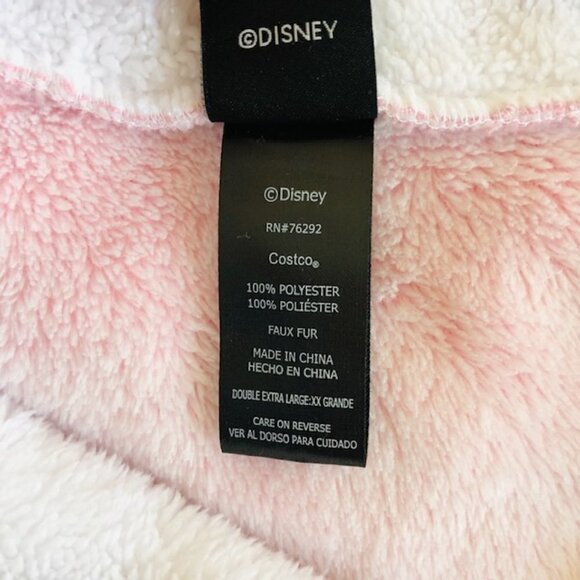 ©DISNEY
©Disney
RN#76292
Costco®
100% POLYESTER
100% POLIÉSTER
FAUX FUR
MADE IN CHINA
HECHO EN CHINA
DOUBLE EXTRA LARGE:XX GRANDE
CARE ON REVERSE
VER AL DORSO PARA CUIDADO